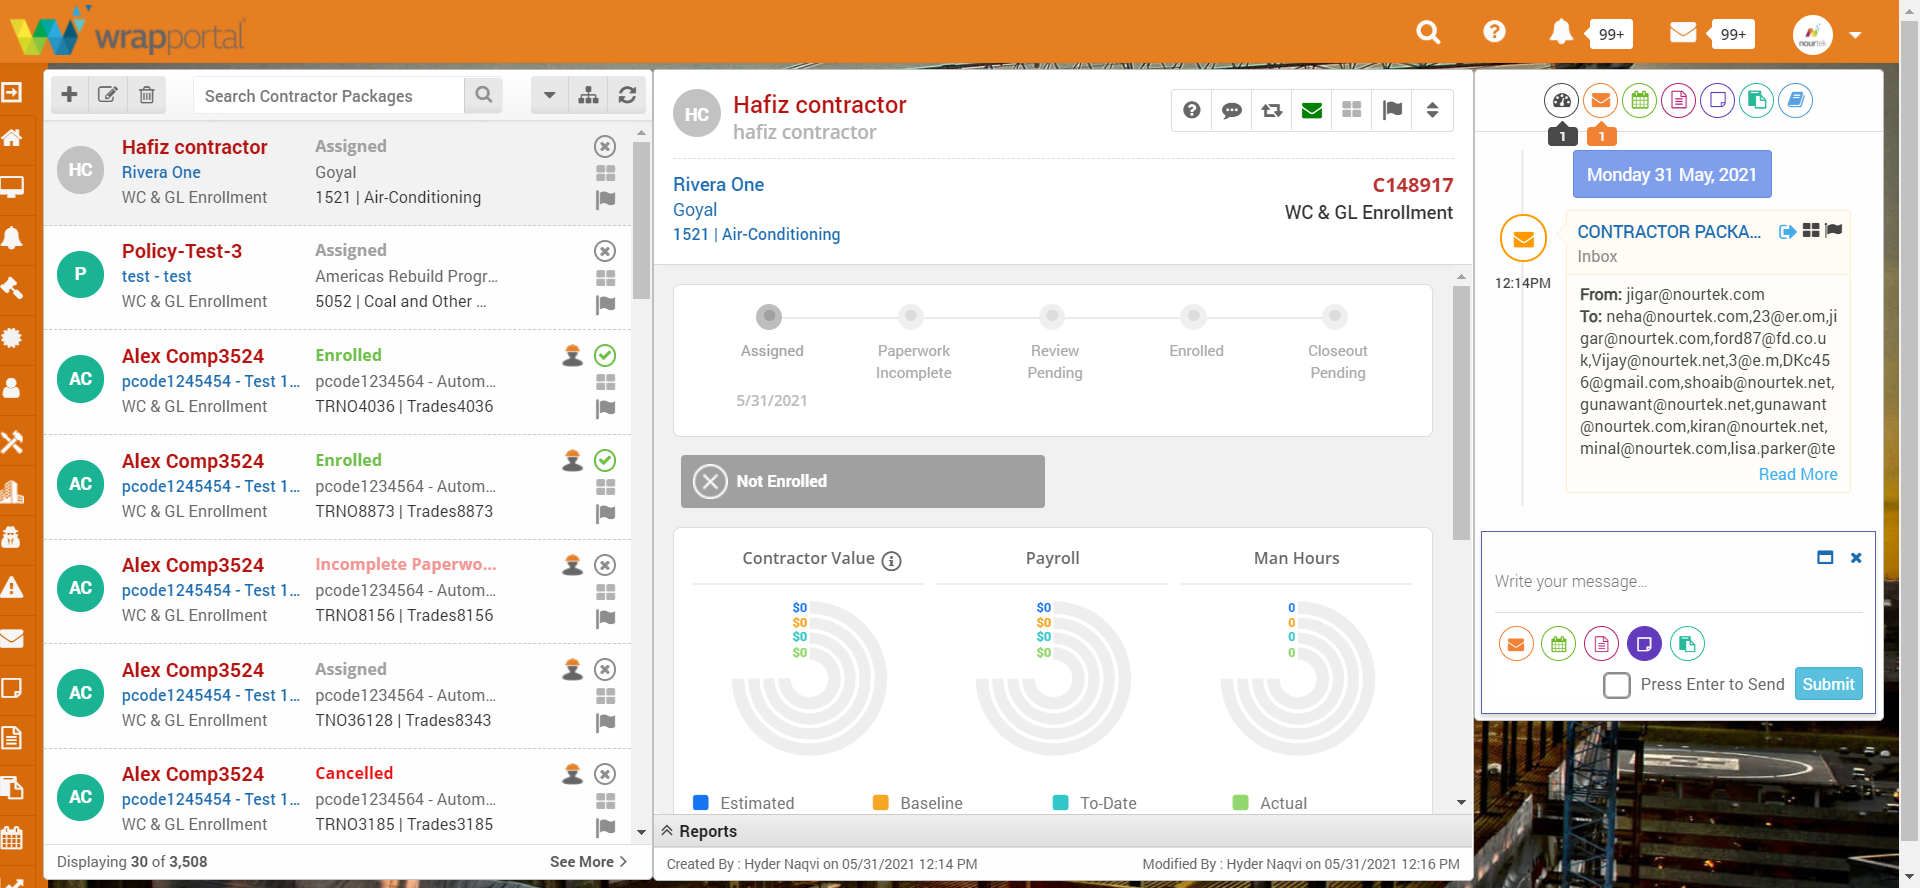 wrapportal
99+
99+
nourtek
Search Contractor Packages
HC
Hafiz contractor
Assigned
Rivera One
Goyal
WC & GL Enrollment
1521 | Air-Conditioning
P
Policy-Test-3
Assigned
test - test
Americas Rebuild Progr...
WC & GL Enrollment
5052 | Coal and Other ...
AC
Alex Comp3524
Enrolled
pcode1245454 - Test 1...
pcode1234564 - Autom...
WC & GL Enrollment
TRNO4036 | Trades4036
AC
Alex Comp3524
Enrolled
pcode1245454 - Test 1...
pcode1234564 - Autom...
WC & GL Enrollment
TRNO8873 | Trades8873
AC
Alex Comp3524
Incomplete Paperwo...
pcode1245454 - Test 1...
pcode1234564 - Autom...
WC & GL Enrollment
TRNO8156 | Trades8156
AC
Alex Comp3524
Assigned
pcode1245454 - Test 1...
pcode1234564 - Autom...
WC & GL Enrollment
TNO36128 | Trades8343
AC
Alex Comp3524
Cancelled
pcode1245454 - Test 1...
pcode1234564 - Autom...
WC & GL Enrollment
TRNO3185 | Trades3185
Displaying 30 of 3,508
See More
HC
Hafiz contractor
hafiz contractor
Rivera One
C148917
Goyal
WC & GL Enrollment
1521 | Air-Conditioning
Assigned
Paperwork
Incomplete
Review
Pending
Enrolled
Closeout
Pending
5/31/2021
Not Enrolled
Contractor Value
Payroll
Man Hours
$0
$0
$0
$0
$0
$0
$0
$0
0
0
0
0
Estimated
Baseline
To-Date
Actual
Reports
Created By : Hyder Naqvi on 05/31/2021 12:14 PM
Modified By : Hyder Naqvi on 05/31/2021 12:16 PM
1
1
Monday 31 May, 2021
CONTRACTOR PACKA...
Inbox
12:14PM
From: jigar@nourtek.com
To: neha@nourtek.com,23@er.om,ji
gar@nourtek.com,ford87@fd.co.u
k,Vijay@nourtek.net,3@e.m,DKc45
6@gmail.com,shoaib@nourtek.net,
gunawant@nourtek.net,gunawant
@nourtek.com,kiran@nourtek.net,
minal@nourtek.com,lisa.parker@te
Read More
Write your message...
Press Enter to Send
Submit